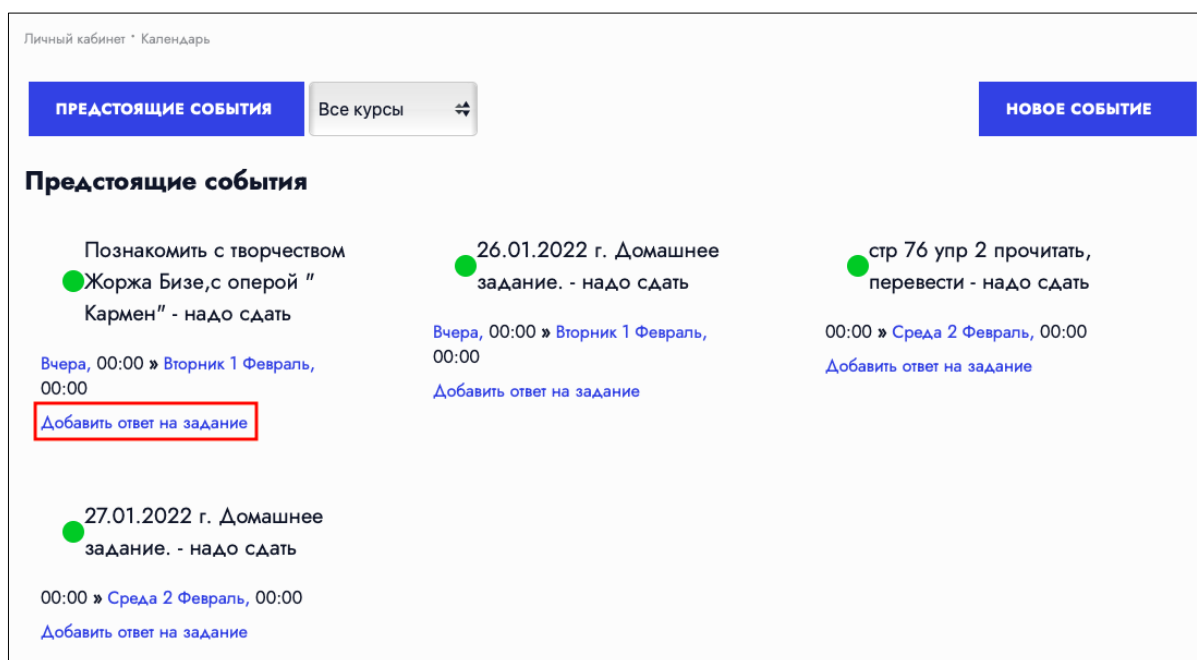 Личный кабинет · Календарь
ПРЕДСТОЯЩИЕ СОБЫТИЯ
Все курсы
НОВОЕ СОБЫТИЕ
Предстоящие события
Познакомить с творчеством
Жоржа Бизе,с оперой "
Кармен" - надо сдать
Вчера, 00:00 » Вторник 1 Февраль,
00:00
Добавить ответ на задание
26.01.2022 г. Домашнее
задание. - надо сдать
Вчера, 00:00 » Вторник 1 Февраль,
00:00
Добавить ответ на задание
стр 76 упр 2 прочитать,
перевести - надо сдать
00:00 » Среда 2 Февраль, 00:00
Добавить ответ на задание
27.01.2022 г. Домашнее
задание. - надо сдать
00:00 » Среда 2 Февраль, 00:00
Добавить ответ на задание